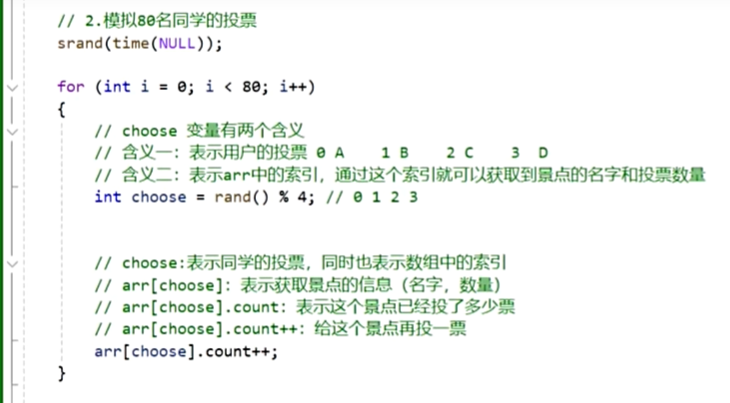 // 2.模拟80名同学的投票
srand(time(NULL));
for (int i = 0; i < 80; i++)
{
// choose 变量有两个含义
// 含义一：表示用户的投票 0 A    1 B    2 C    3  D
// 含义二：表示arr中的索引，通过这个索引就可以获取到景点的名字和投票数量
int choose = rand() % 4; // 0 1 2 3
// choose:表示同学的投票，同时也表示数组中的索引
// arr[choose]：表示获取景点的信息（名字，数量）
// arr[choose].count：表示这个景点已经投了多少票
// arr[choose].count++：给这个景点再投一票
arr[choose].count++;
}